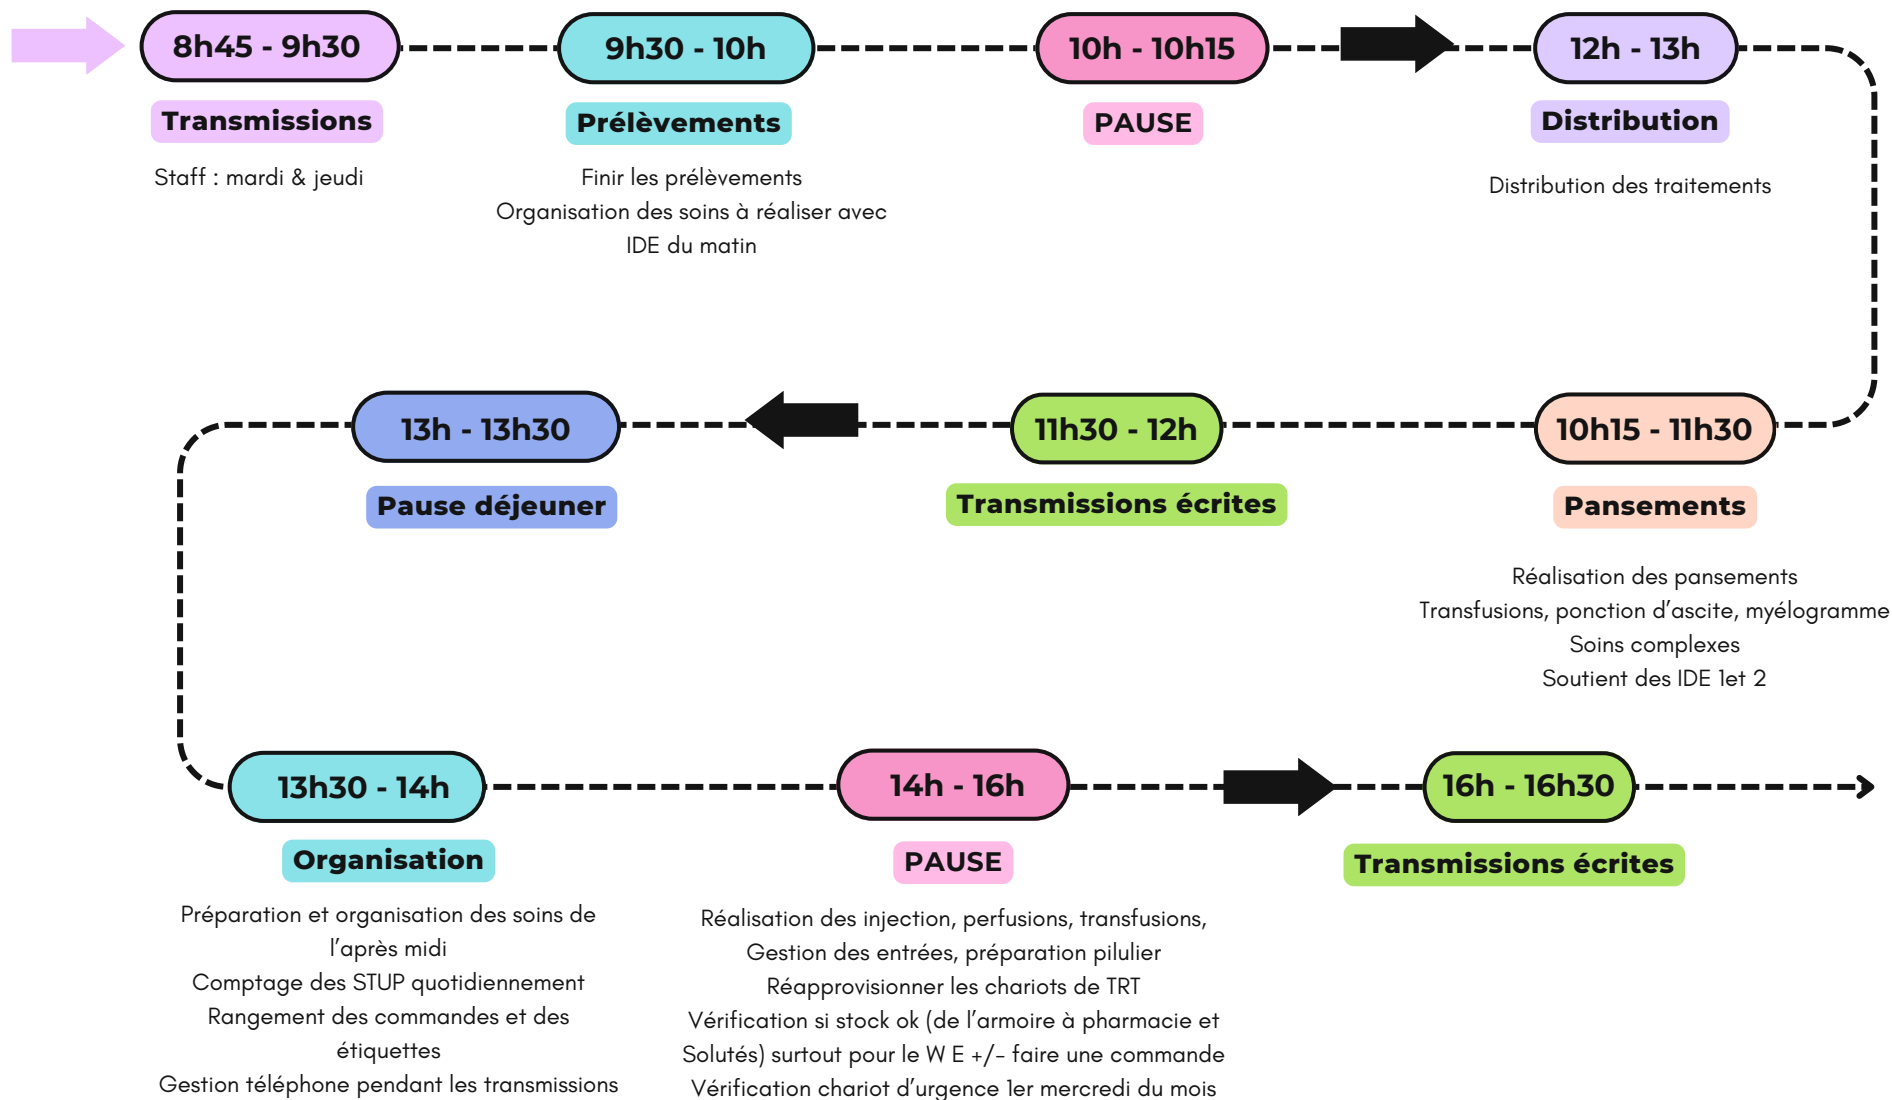 8h45 - 9h30
Transmissions
Staff : mardi & jeudi
9h30 - 10h
Prélèvements
Finir les prélèvements
Organisation des soins à réaliser avec
IDE du matin
10h - 10h15
PAUSE
12h - 13h
Distribution
Distribution des traitements
13h - 13h30
Pause déjeuner
11h30 - 12h
Transmissions écrites
10h15 - 11h30
Pansements
Réalisation des pansements
Transfusions, ponction d’ascite, myélogramme
Soins complexes
Soutient des IDE 1et 2
13h30 - 14h
Organisation
Préparation et organisation des soins de
l’après midi
Comptage des STUP quotidiennement
Rangement des commandes et des
étiquettes
Gestion téléphone pendant les transmissions
14h - 16h
PAUSE
Réalisation des injection, perfusions, transfusions,
Gestion des entrées, préparation pilulier
Réapprovisionner les chariots de TRT
Vérification si stock ok (de l’armoire à pharmacie et
Solutés) surtout pour le W E +/- faire une commande
Vérification chariot d’urgence 1er mercredi du mois
16h - 16h30
Transmissions écrites